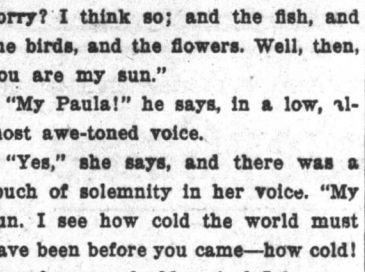 orry? I think so; and the fish, and
he birds, and the flowers. Well, then,
ou are my sun."
"My Paula!" he says, in a low, al-
nost awe-toned voice.
"Yes," she says, and there was a
ouch of solemnity in her voice. "My
un. I see how cold the world must
ave been before you came—how cold!